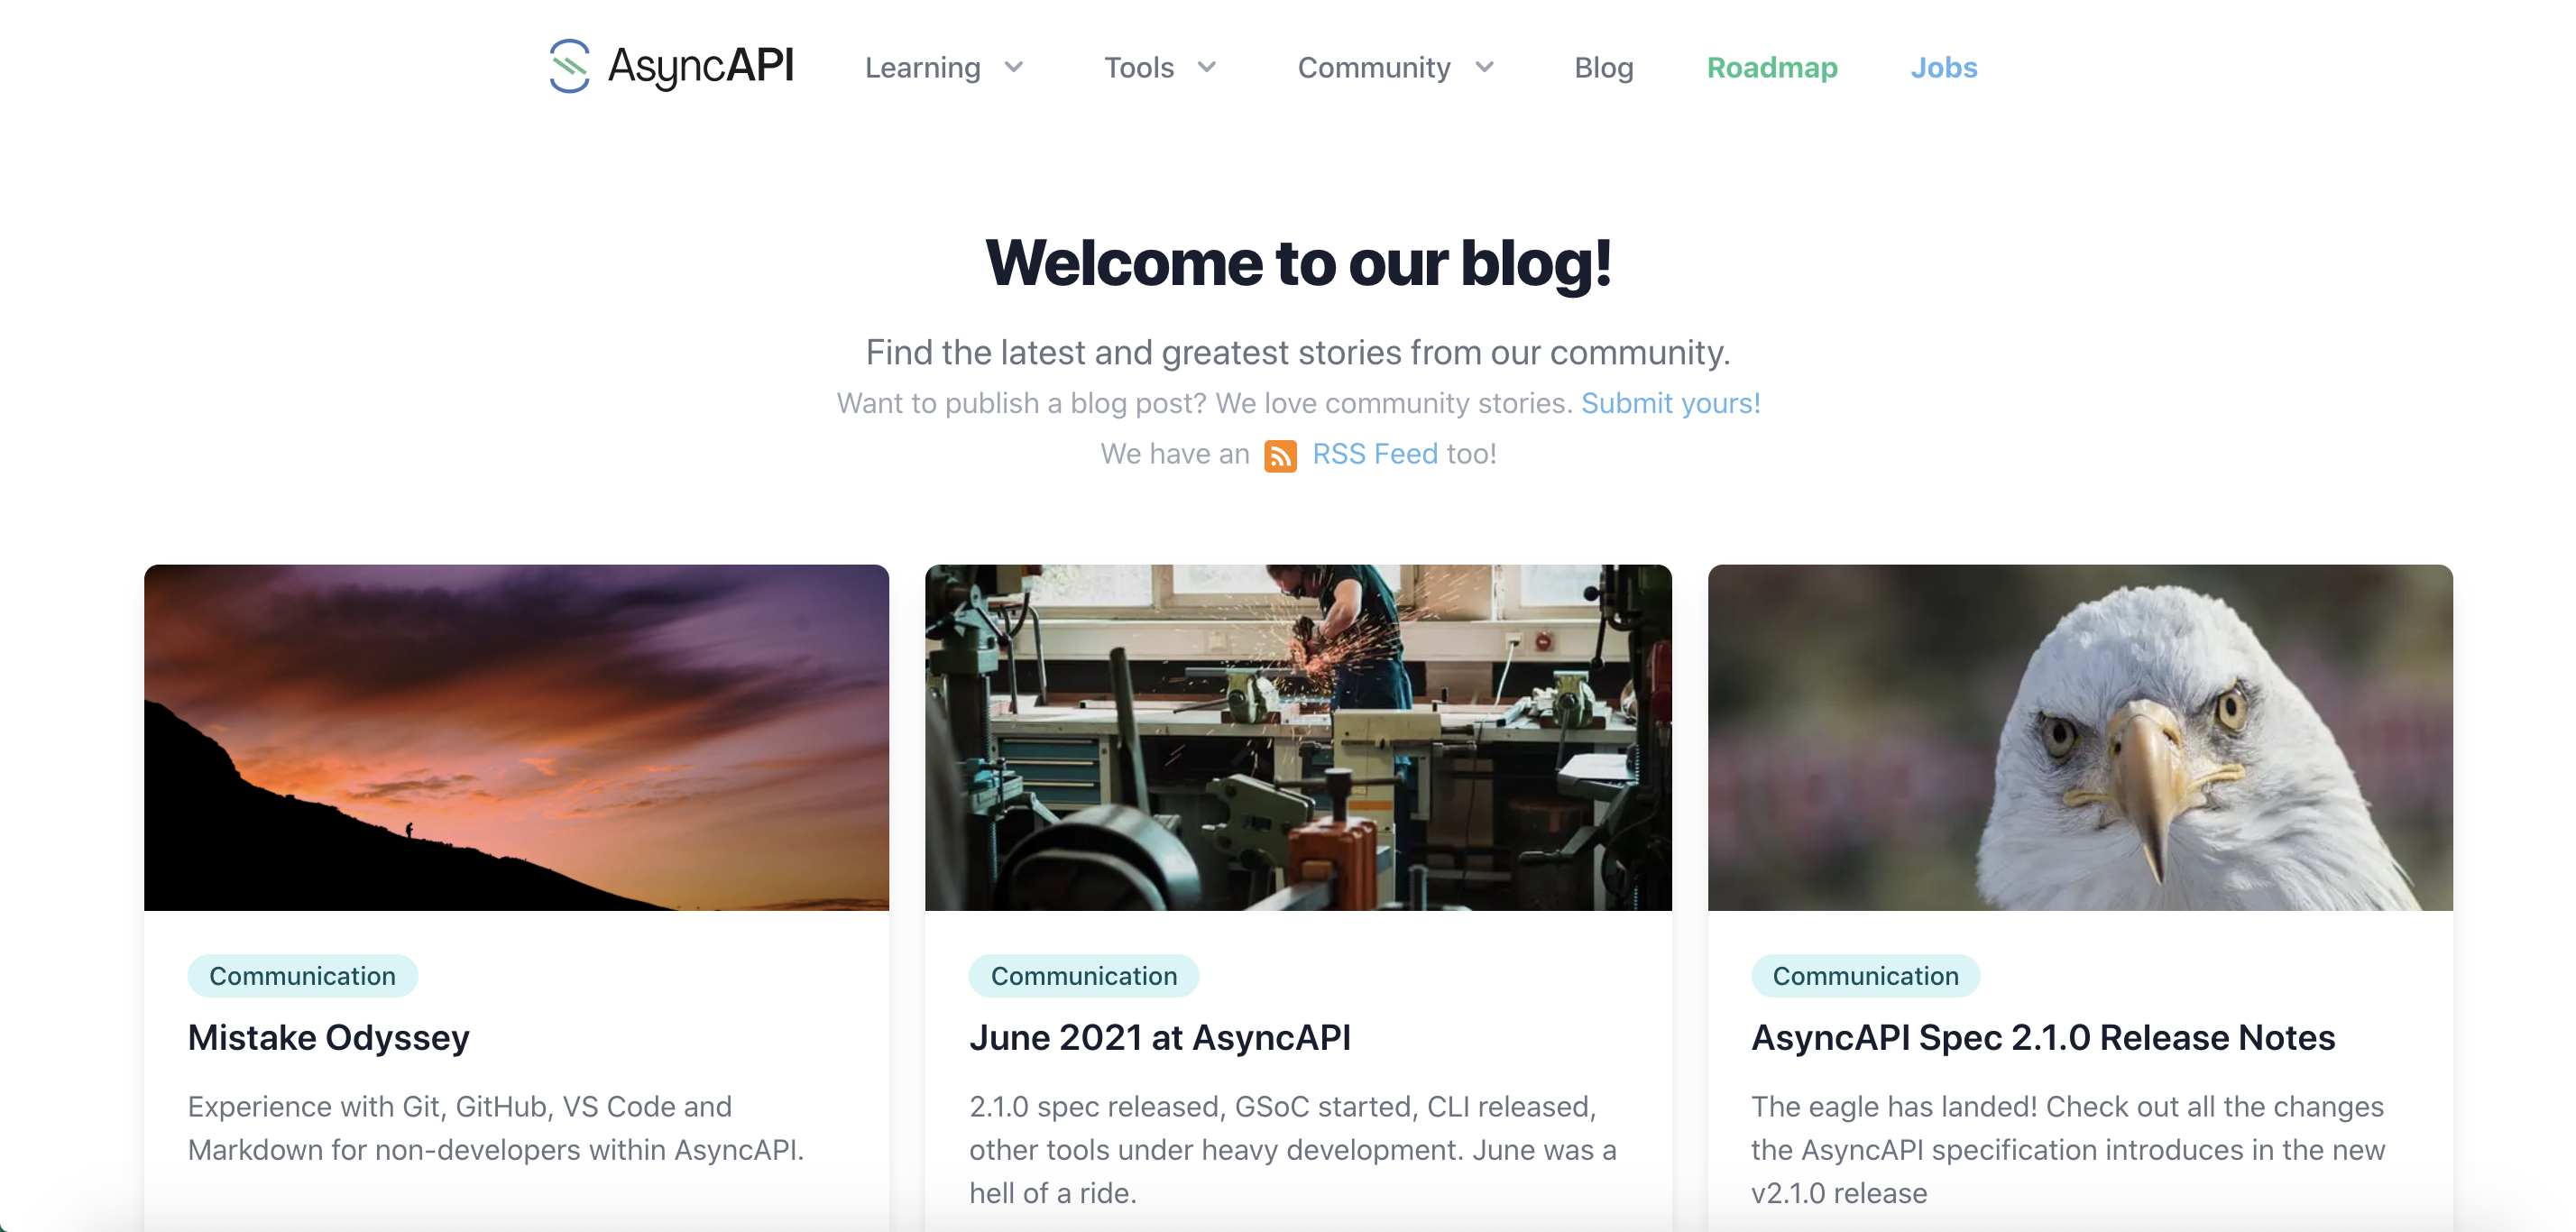 AsyncAPI Learning Tools Community Blog Roadmap Jobs
Welcome to our blog!
Find the latest and greatest stories from our community.
Want to publish a blog post? We love community stories. Submit yours!
We have an RSS Feed too!
Communication
Mistake Odyssey
Experience with Git, GitHub, VS Code and
Markdown for non-developers within AsyncAPI.
Communication
June 2021 at AsyncAPI
2.1.0 spec released, GSoC started, CLI released,
other tools under heavy development. June was a
hell of a ride.
Communication
AsyncAPI Spec 2.1.0 Release Notes
The eagle has landed! Check out all the changes
the AsyncAPI specification introduces in the new
v2.1.0 release